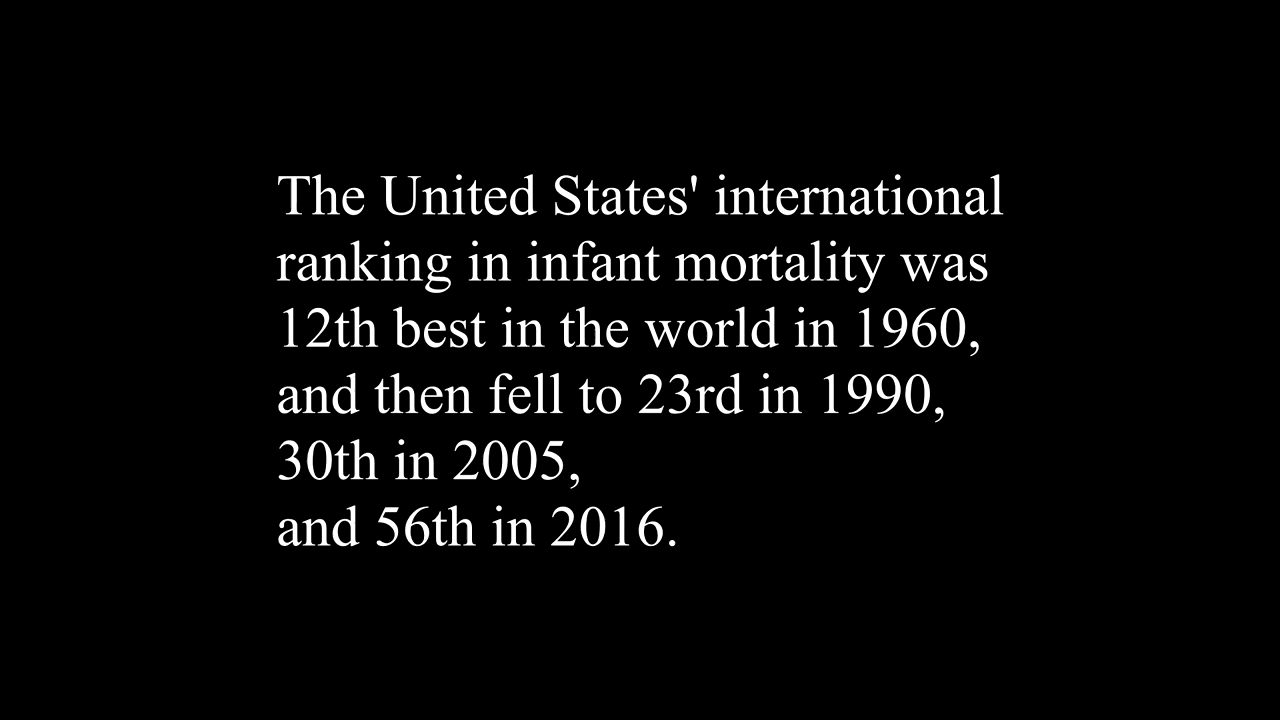 The United States' international
ranking in infant mortality was
12th best in the world in 1960,
and then fell to 23rd in 1990,
30th in 2005,
and 56th in 2016.